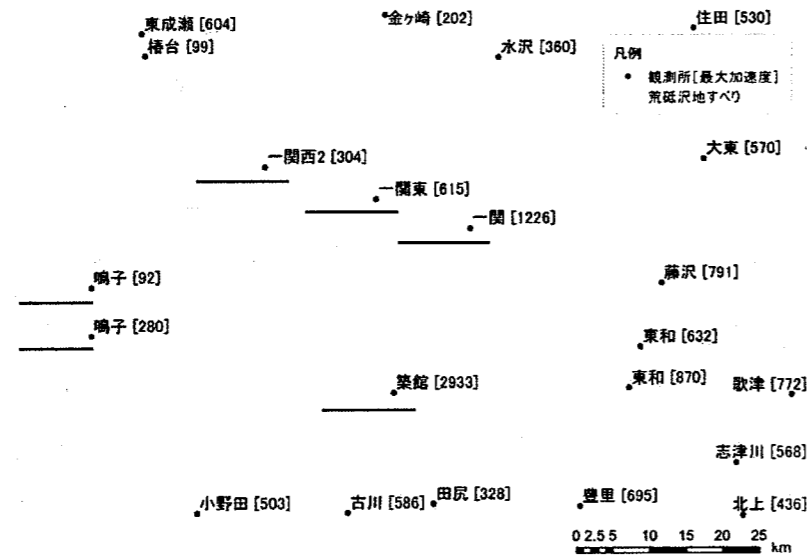 東成瀬 [604]
金ヶ崎 [202]
住田 [530]
椿台 [99]
水沢 [360]
凡例
観測所[最大加速度]
荒砥沢地すべり
大東 [570]
一関西2 [304]
一関東 [615]
一関 [1226]
鳴子 [92]
藤沢 [791]
鳴子 [280]
東和 [632]
築館 [2933]
東和 [870]
歌津 [772]
志津川 [568]
小野田 [503]
古川 [586]
田尻 [328]
豊里 [695]
北上 [436]
0 2.5 5 10 15 20 25
km